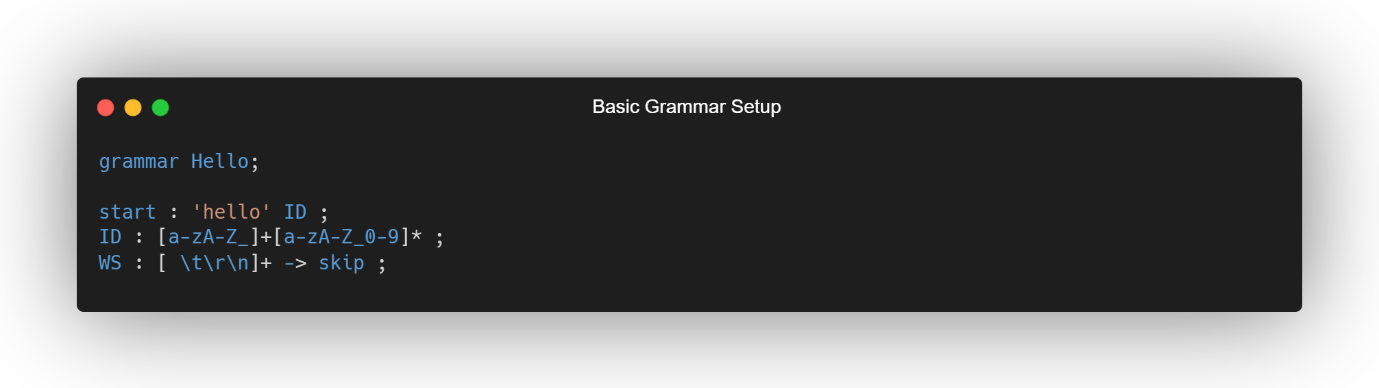 Basic Grammar Setup
grammar Hello;
start : 'hello' ID ;
ID : [a-zA-Z_]+[a-zA-Z_0-9]* ;
WS : [ \t\r\n]+ -> skip ;